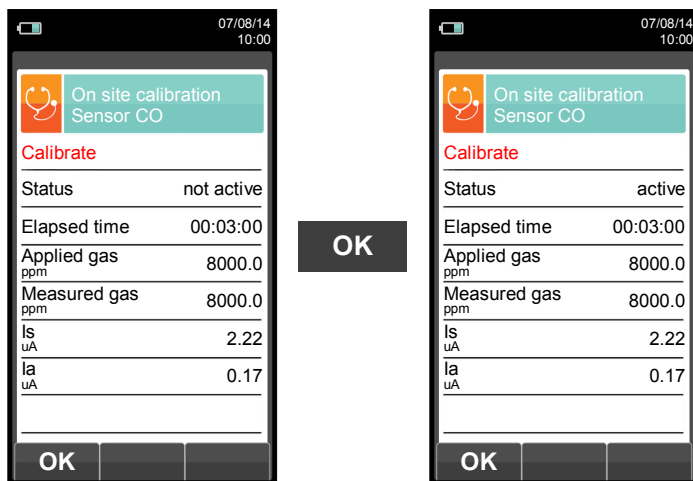 07/08/14
10:00
On site calibration
Sensor CO
Calibrate
Status not active
Elapsed time 00:03:00
Applied gas 8000.0
ppm
Measured gas 8000.0
ppm
Is 2.22
uA
Ia 0.17
uA
OK
OK
07/08/14
10:00
On site calibration
Sensor CO
Calibrate
Status active
Elapsed time 00:03:00
Applied gas 8000.0
ppm
Measured gas 8000.0
ppm
Is 2.22
uA
Ia 0.17
uA
OK